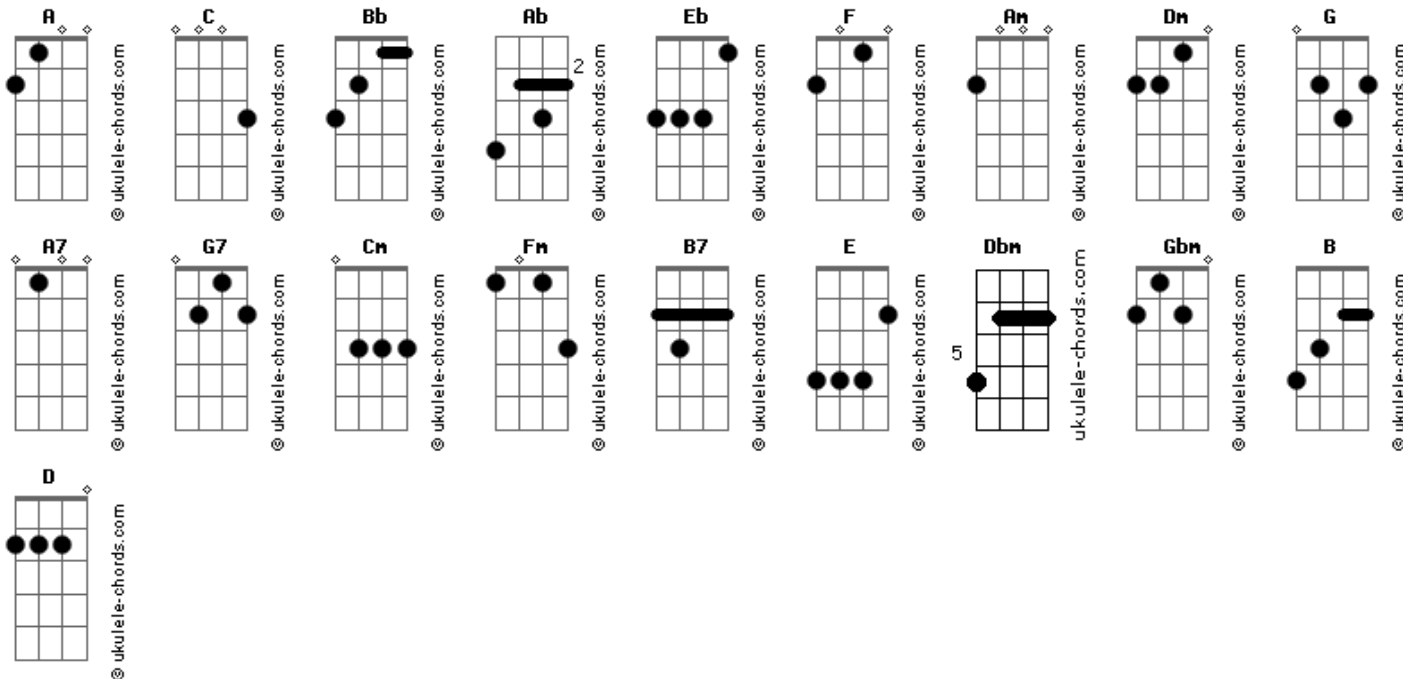 A C Bb Ab Eb F Am Dm G
2
© ukulele-chords.com © ukulele-chords.com © ukulele-chords.com © ukulele-chords.com © ukulele-chords.com © ukulele-chords.com © ukulele-chords.com © ukulele-chords.com © ukulele-chords.com
A7 G7 Cm Fm B7 E Dbm Gbm B
5
© ukulele-chords.com © ukulele-chords.com © ukulele-chords.com © ukulele-chords.com © ukulele-chords.com © ukulele-chords.com ukulele-chords.com © ukulele-chords.com © ukulele-chords.com
D
© ukulele-chords.com